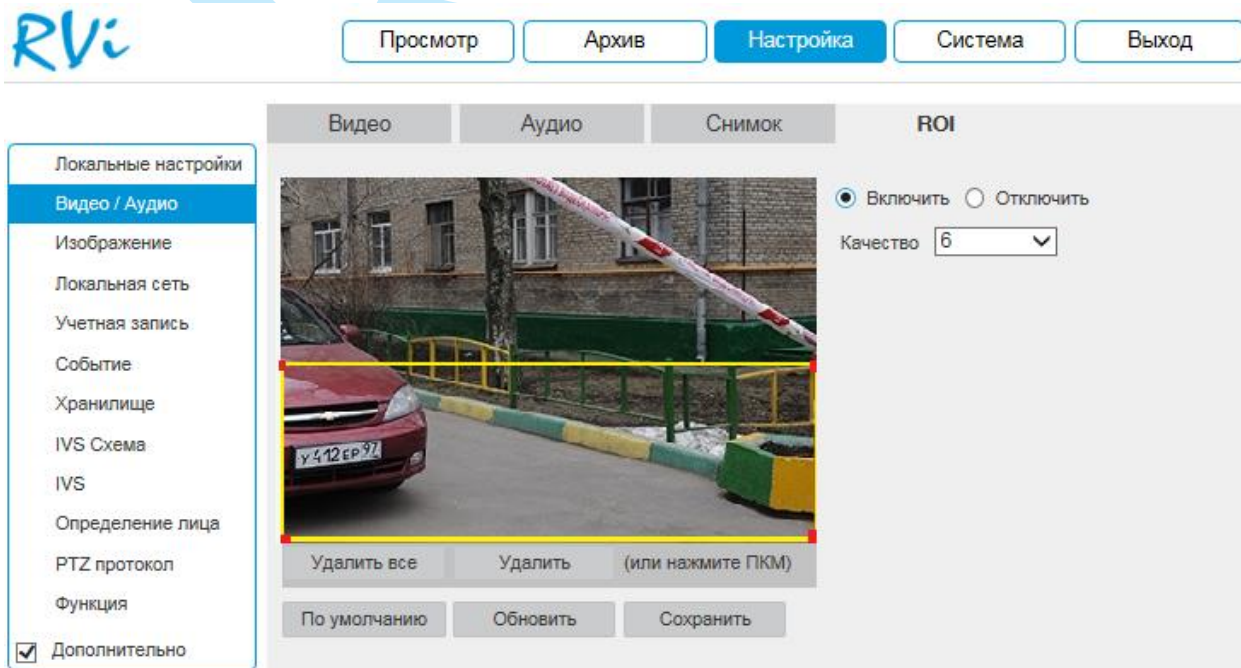 RVi
Просмотр
Архив
Настройка
Система
Выход
Видео
Аудио
Снимок
ROI
Локальные настройки
Видео / Аудио
Изображение
Локальная сеть
Учетная запись
Событие
Хранилище
IVS Схема
IVS
Определение лица
PTZ протокол
Функция
Дополнительно
Включить
Отключить
Качество 6
У412ЕР97
Удалить все
Удалить
(или нажмите ПКМ)
По умолчанию
Обновить
Сохранить